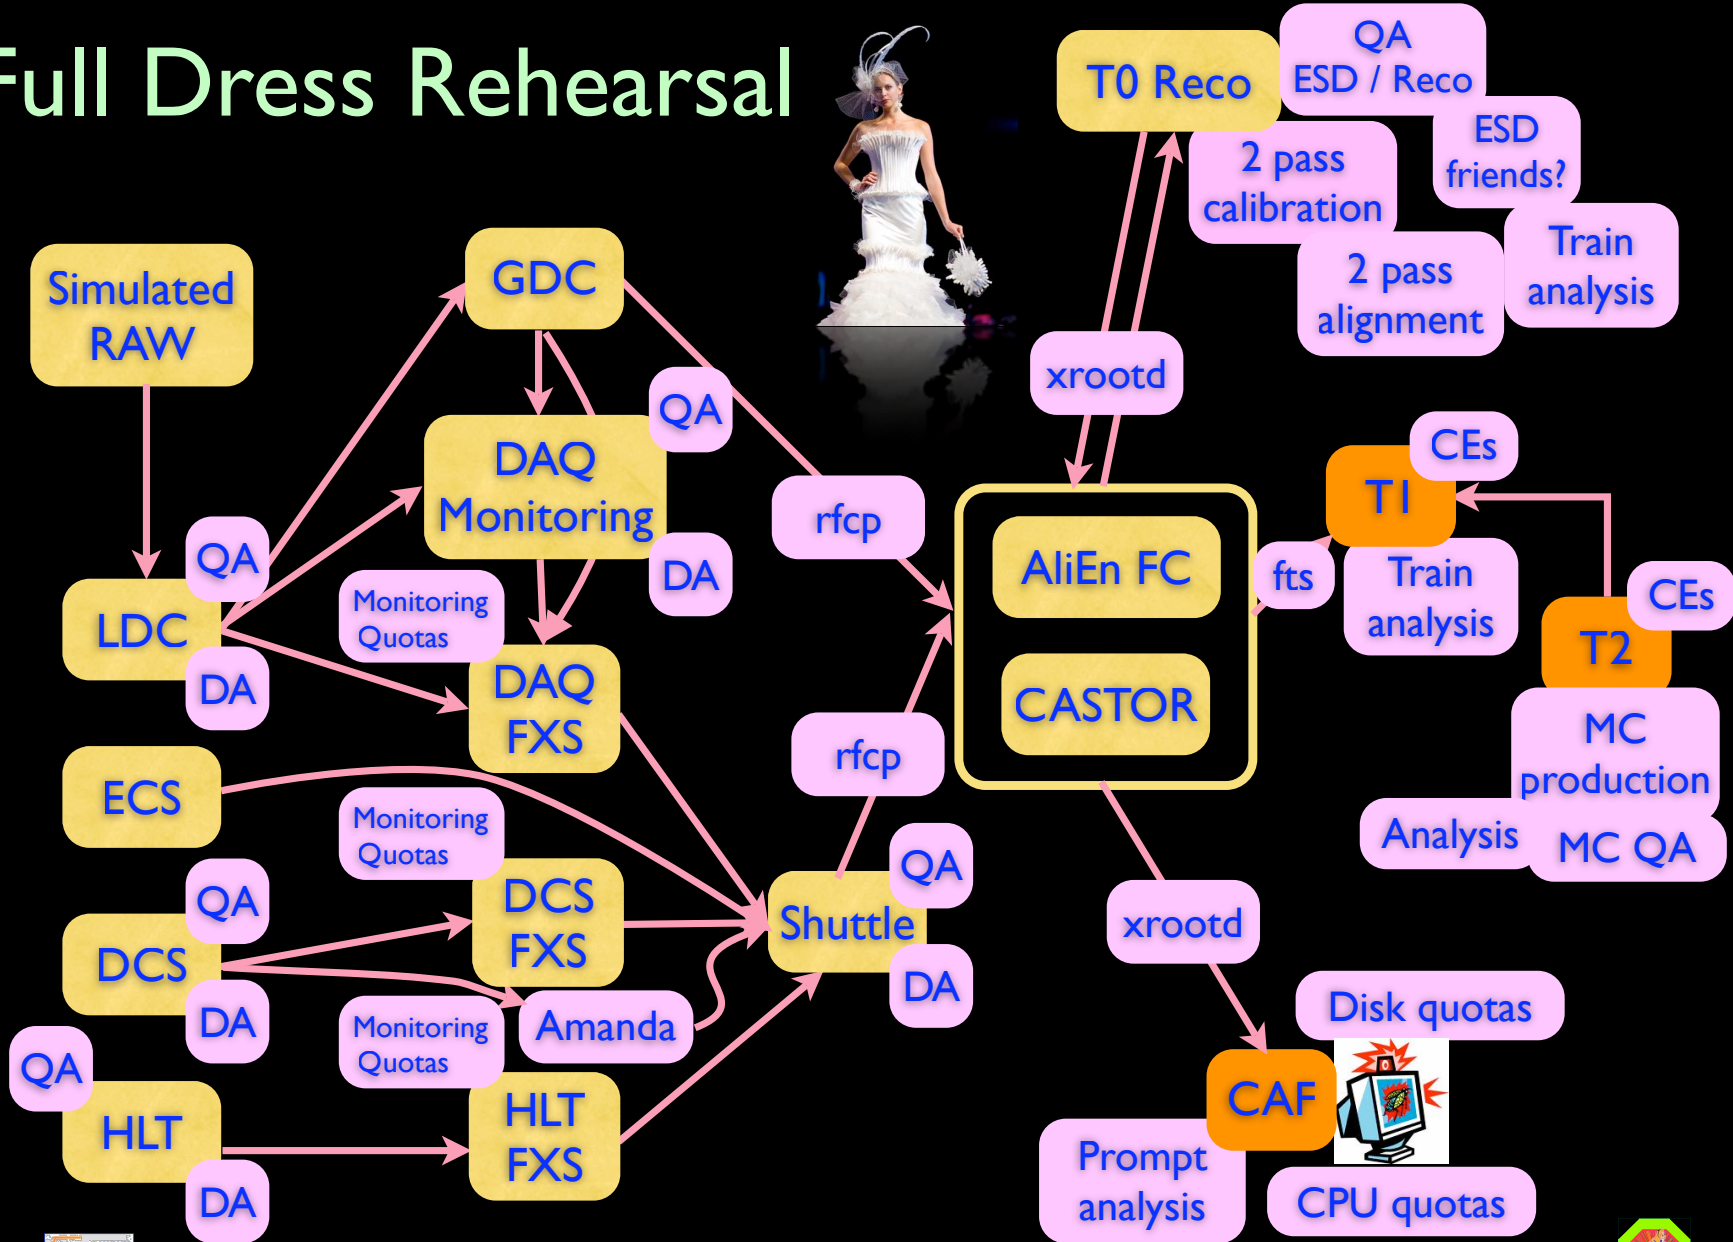 Full Dress Rehearsal
T0 Reco
QA
ESD / Reco
ESD
friends?
2 pass
calibration
Train
analysis
2 pass
alignment
Simulated
RAW
GDC
xrootd
QA
DAQ
Monitoring
CEs
T1
rfcp
QA
DA
AliEn FC
fts
Train
analysis
CEs
T2
Monitoring
Quotas
LDC
DA
DAQ
FXS
CASTOR
MC
production
rfcp
ECS
Monitoring
Quotas
Analysis
MC QA
QA
QA
DCS
FXS
Shuttle
xrootd
DCS
DA
DA
Monitoring
Quotas
Amanda
Disk quotas
QA
HLT
HLT
FXS
CAF
Prompt
analysis
DA
CPU quotas